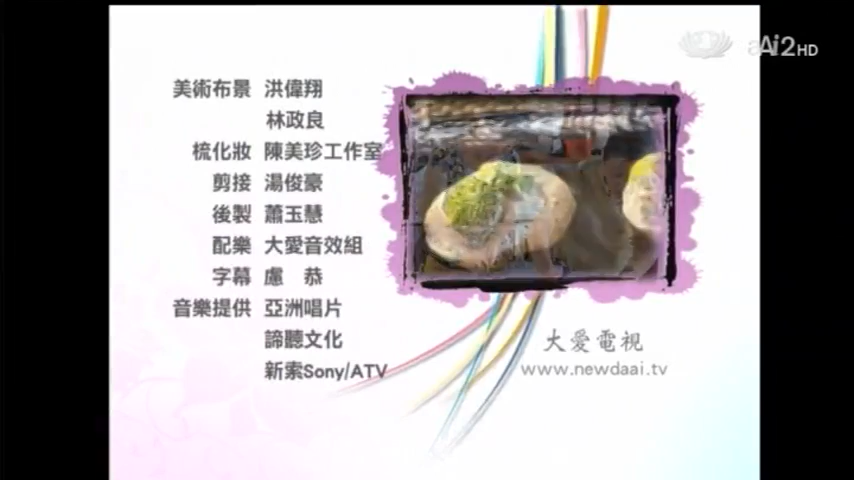 aAi2HD
美術布景 洪偉翔
林政良
梳化妝 陳美珍工作室
剪接 湯俊豪
後製 蕭玉慧
配樂 大愛音效組
字幕 慮 恭
音樂提供 亞洲唱片
諦聽文化
新索Sony/ATV
大愛電視
www.newdaai.tv